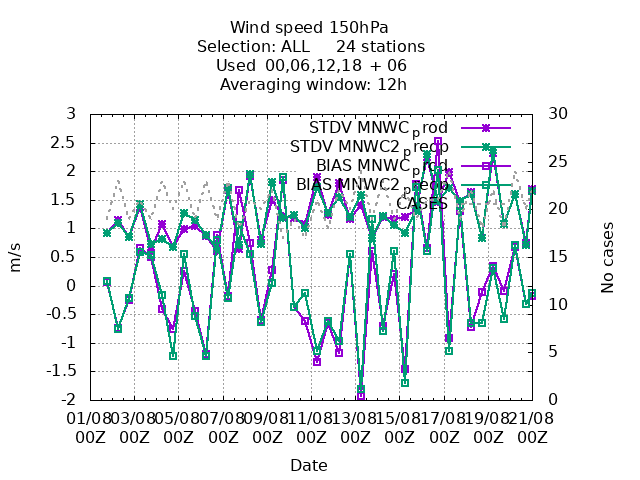 Wind speed 150hPa
Selection: ALL 24 stations
Used 00,06,12,18 + 06
Averaging window: 12h
3
2.5
2
1.5
1
0.5
0
-0.5
-1
-1.5
-2
30
25
20
15
10
5
0
m/s
No cases
STDV MNWC_prod
STDV MNWC2_preop
BIAS MNWC_prod
BIAS MNWC2_preop
CASES
01/08 03/08 05/08 07/08 09/08 11/08 13/08 15/08 17/08 19/08 21/08
00Z 00Z 00Z 00Z 00Z 00Z 00Z 00Z 00Z 00Z 00Z
Date